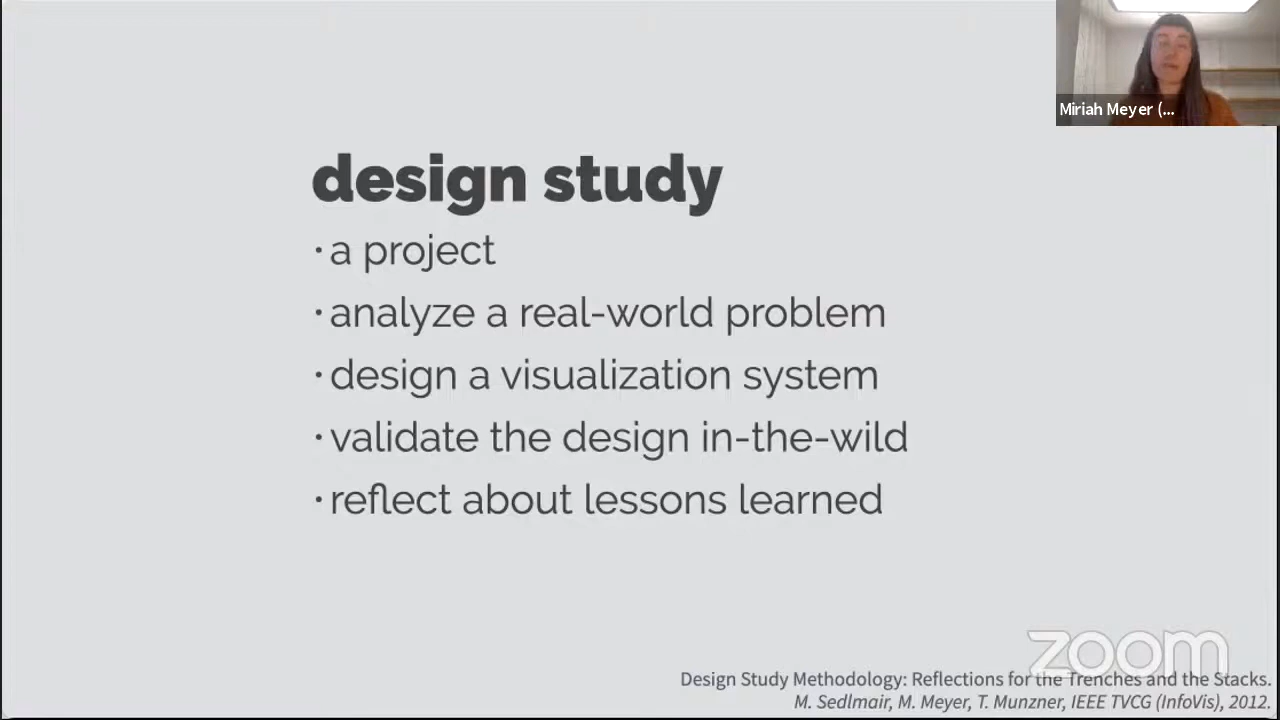 Miriah Meyer (...
design study
· a project
· analyze a real-world problem
· design a visualization system
· validate the design in-the-wild
· reflect about lessons learned
zoom
Design Study Methodology: Reflections for the Trenches and the Stacks.
M. Sedlmair, M. Meyer, T. Munzner, IEEE TVCG (InfoVis), 2012.